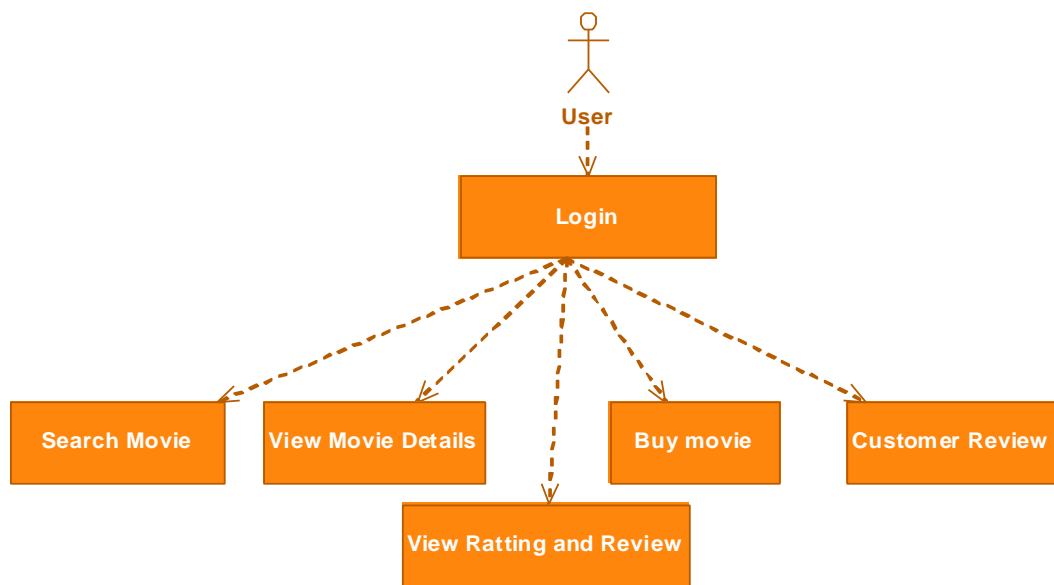 User
Login
Search Movie
View Movie Details
Buy movie
Customer Review
View Ratting and Review